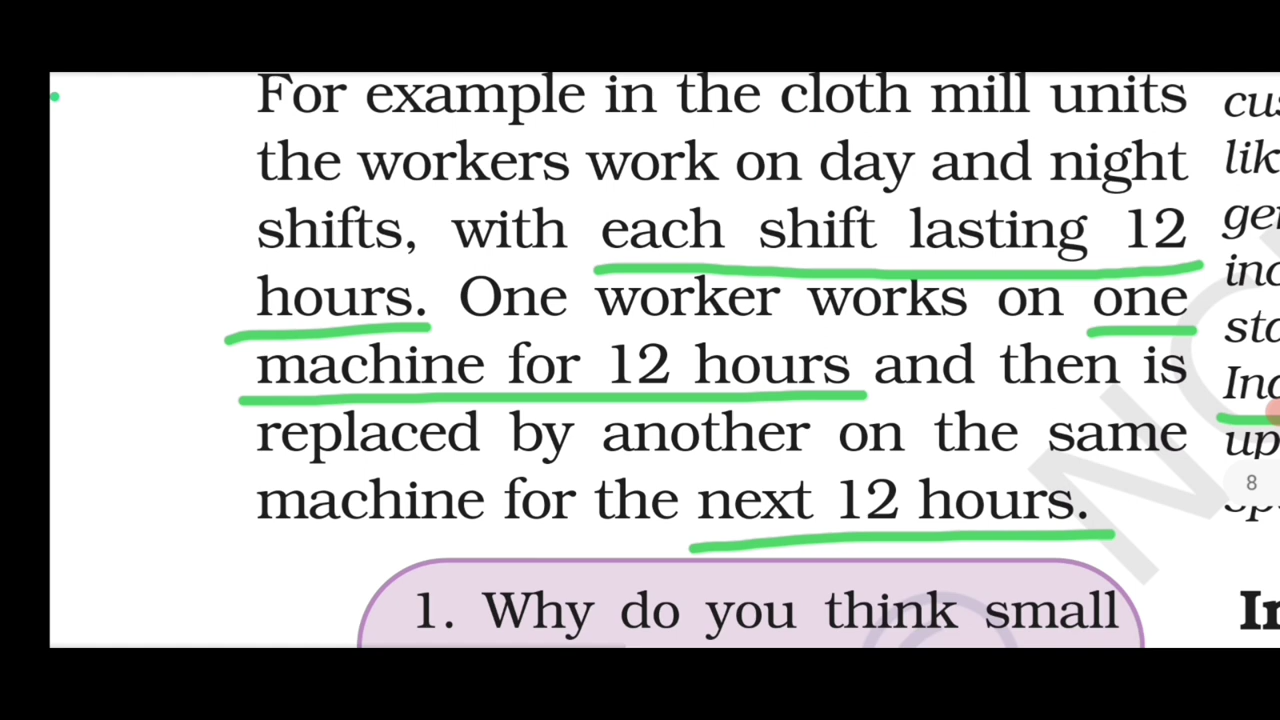 For example in the cloth mill units
the workers work on day and night
shifts, with each shift lasting 12
hours. One worker works on one
machine for 12 hours and then is
replaced by another on the same
machine for the next 12 hours.
1. Why do you think small
8